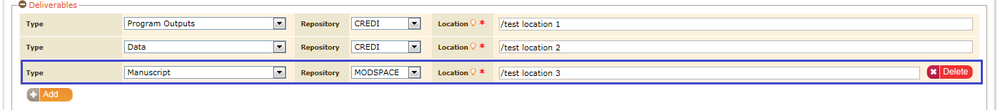 Deliverables
Type Program Outputs Repository CREDI Location * /test location 1
Type Data Repository CREDI Location * /test location 2
Type Manuscript Repository MODSPACE Location * /test location 3 Delete
Add